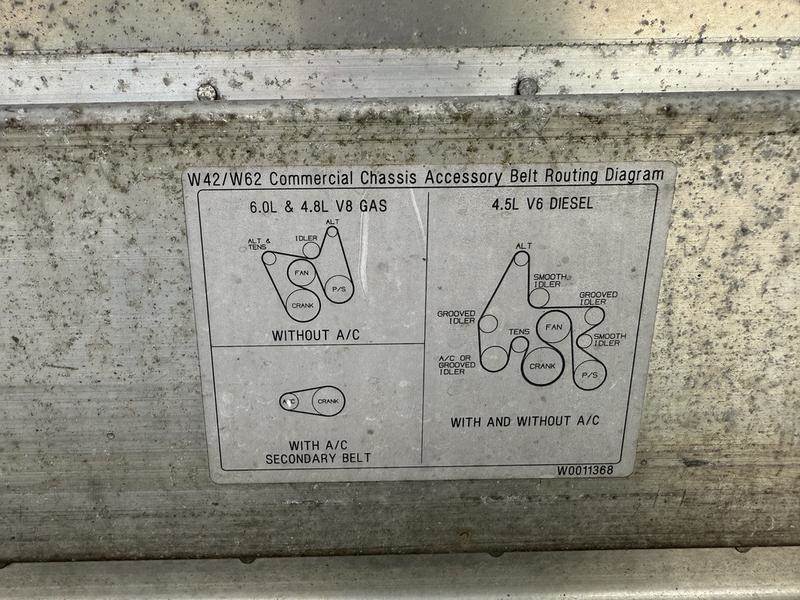 W42/W62 Commercial Chassis Accessory Belt Routing Diagram
6.0L & 4.8L V8 GAS
ALT
ALT &
TENS
IDLER
FAN
P/S
CRANK
WITHOUT A/C
A/C
CRANK
WITH A/C
SECONDARY BELT
4.5L V6 DIESEL
ALT
SMOOTH
IDLER
GROOVED
IDLER
GROOVED
IDLER
TENS
FAN
SMOOTH
IDLER
A/C OR
GROOVED
IDLER
CRANK
P/S
WITH AND WITHOUT A/C
W0011368